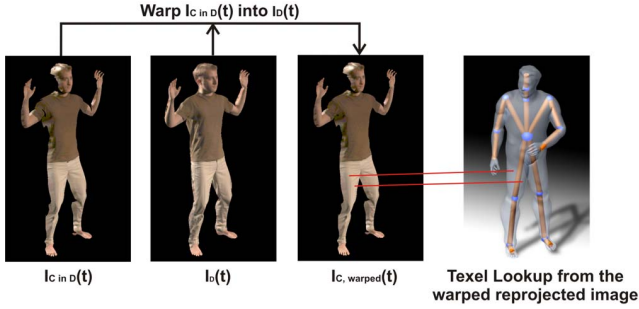 Warp IC in D(t) into ID(t)
IC in D(t)
ID(t)
IC, warped(t)
Texel Lookup from the
warped reprojected image